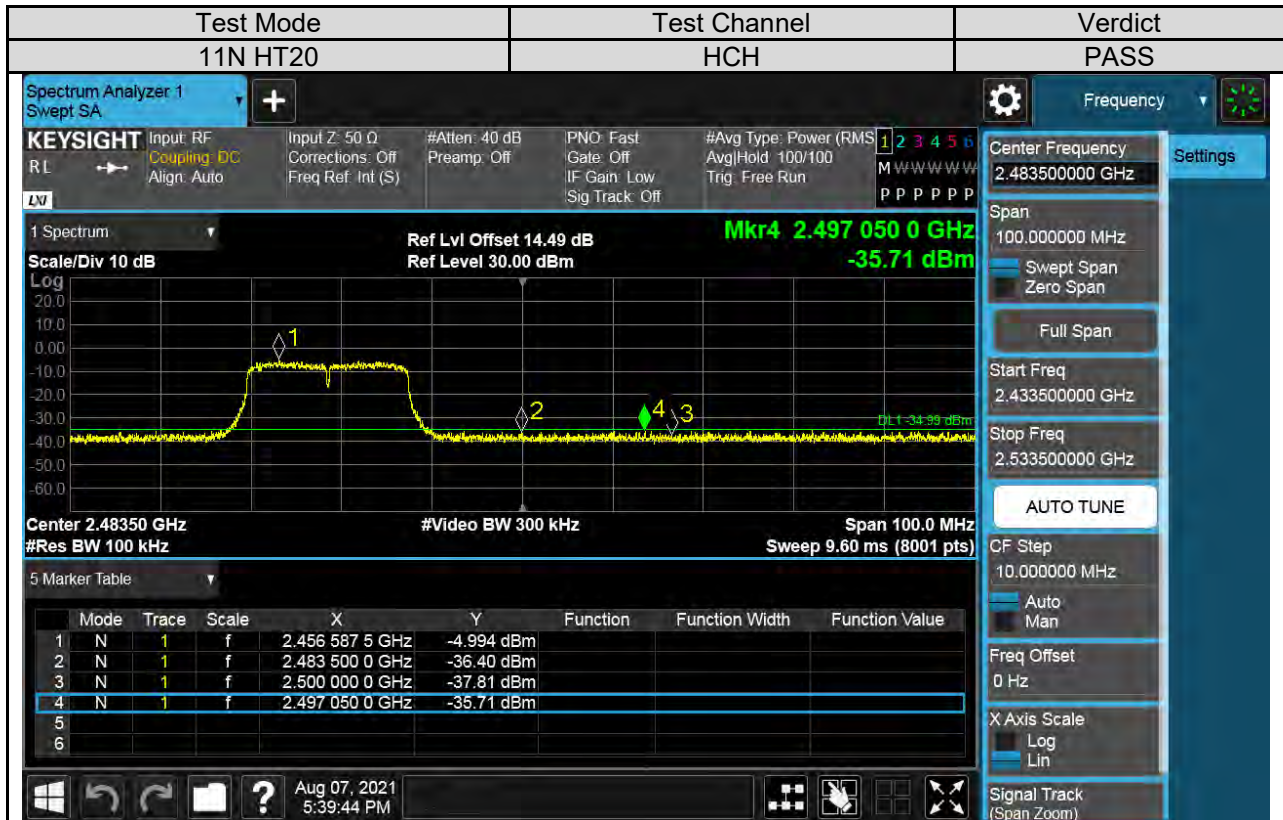 Test Mode Test Channel Verdict
11N HT20 HCH PASS
Spectrum Analyzer 1
Swept SA
+
Frequency
KEYSIGHT Input: RF Input Z: 50 Ω #Atten: 40 dB PNO: Fast #Avg Type: Power (RMS 1 2 3 4 5 6
RL Coupling: DC Corrections: Off Preamp: Off Gate: Off Avg|Hold: 100/100 M W W W W W
Align: Auto Freq Ref: Int (S) IF Gain: Low Trig: Free Run
LXI Sig Track: Off P P P P P P
1 Spectrum
Ref Lvl Offset 14.49 dB
Mkr4 2.497 050 0 GHz
Scale/Div 10 dB Ref Level 30.00 dBm -35.71 dBm
Log
20.0
10.0
0.00
-10.0
-20.0
-30.0
-40.0
-50.0
-60.0
1
2
4
3
DL1 -34.99 dBm
Center 2.48350 GHz #Video BW 300 kHz Span 100.0 MHz
#Res BW 100 kHz Sweep 9.60 ms (8001 pts)
5 Marker Table
Mode Trace Scale X Y Function Function Width Function Value
1 N 1 f 2.456 587 5 GHz -4.994 dBm
2 N 1 f 2.483 500 0 GHz -36.40 dBm
3 N 1 f 2.500 000 0 GHz -37.81 dBm
4 N 1 f 2.497 050 0 GHz -35.71 dBm
5
6
?
Aug 07, 2021
5:39:44 PM
Center Frequency
2.483500000 GHz
Settings
Span
100.000000 MHz
Swept Span
Zero Span
Full Span
Start Freq
2.433500000 GHz
Stop Freq
2.533500000 GHz
AUTO TUNE
CF Step
10.000000 MHz
Auto
Man
Freq Offset
0 Hz
X Axis Scale
Log
Lin
Signal Track
(Span Zoom)